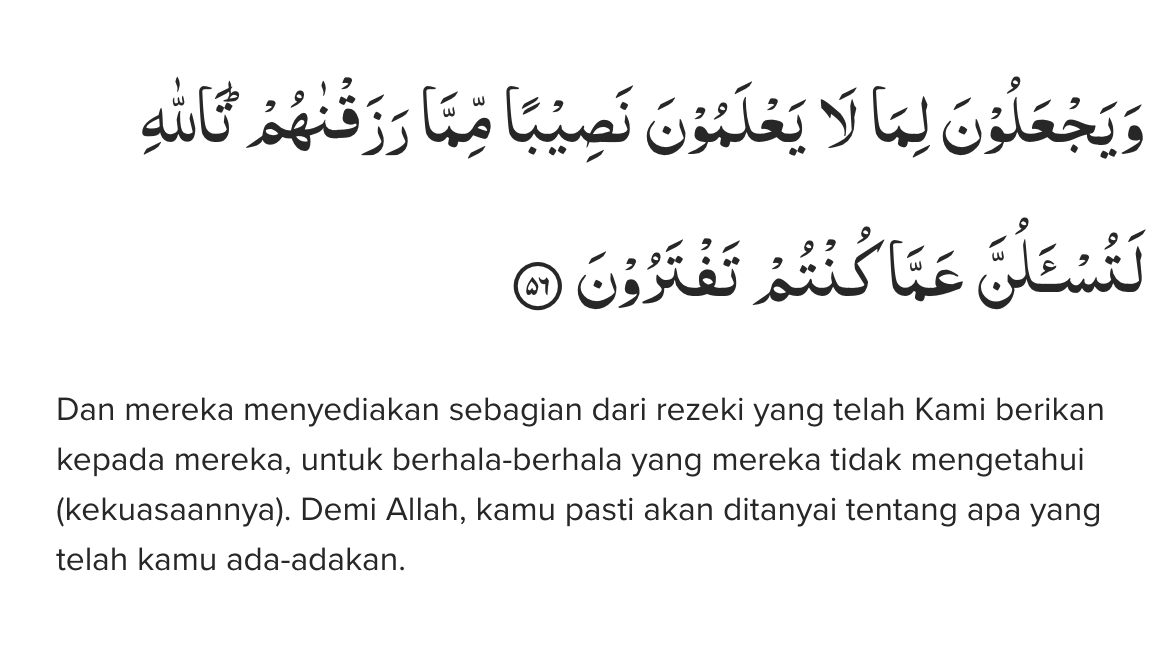 وَيَجْعَلُوْنَ لِمَا لَا يَعْلَمُوْنَ نَصِيْبًا مِّمَّا رَزَقْنٰهُمْ ۗتَاللّٰهِ
لَتُسْـَٔلُنَّ عَمَّا كُنْتُمْ تَفْتَرُوْنَ ۝٥٦
Dan mereka menyediakan sebagian dari rezeki yang telah Kami berikan
kepada mereka, untuk berhala-berhala yang mereka tidak mengetahui
(kekuasaannya). Demi Allah, kamu pasti akan ditanyai tentang apa yang
telah kamu ada-adakan.